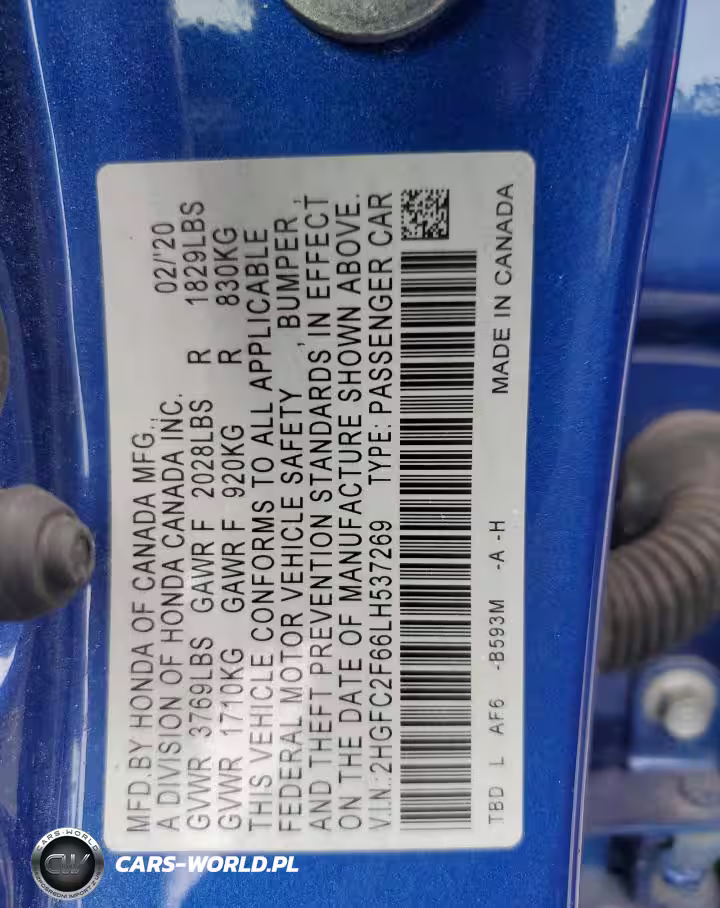 MFD. BY HONDA OF CANADA MFG., 02/'20
A DIVISION OF HONDA CANADA INC.
GVWR 3769LBS GAWR F 2028LBS R 1829LBS
GVWR 1710KG GAWR F 920KG R 830KG
THIS VEHICLE CONFORMS TO ALL APPLICABLE
FEDERAL MOTOR VEHICLE SAFETY , BUMPER ,
AND THEFT PREVENTION STANDARDS IN EFFECT
ON THE DATE OF MANUFACTURE SHOWN ABOVE.
V.I.N.: 2HGFC2F66LH537269 TYPE: PASSENGER CAR
TBD L AF6 -B593M -A -H MADE IN CANADA
CARS-WORLD
CW
CARS-WORLD.PL